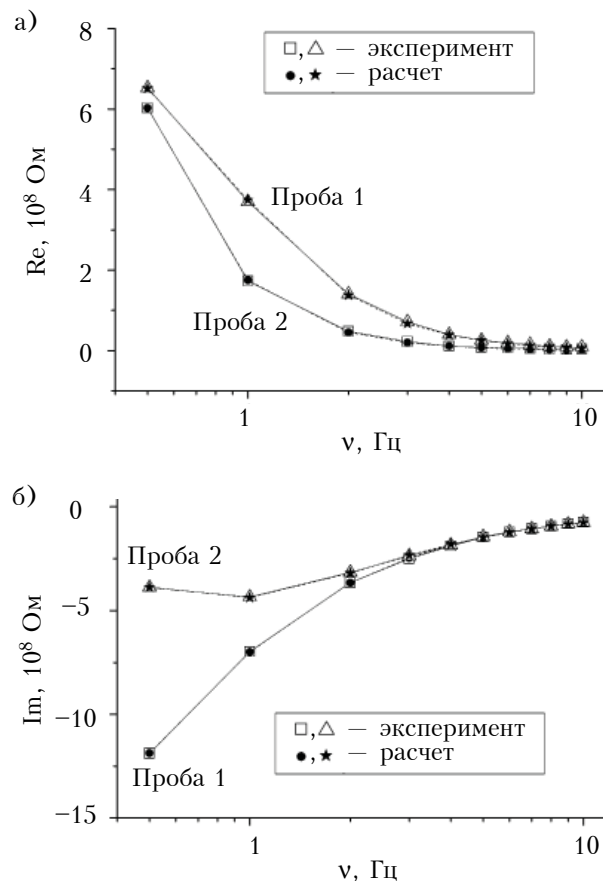 а)
□, △ — эксперимент
●, ★ — расчет
8
6
4
2
0
Re, 10⁸ Ом
Проба 1
Проба 2
1
10
ν, Гц
б)
0
−5
−10
−15
Im, 10⁸ Ом
Проба 2
Проба 1
□, △ — эксперимент
●, ★ — расчет
1
10
ν, Гц